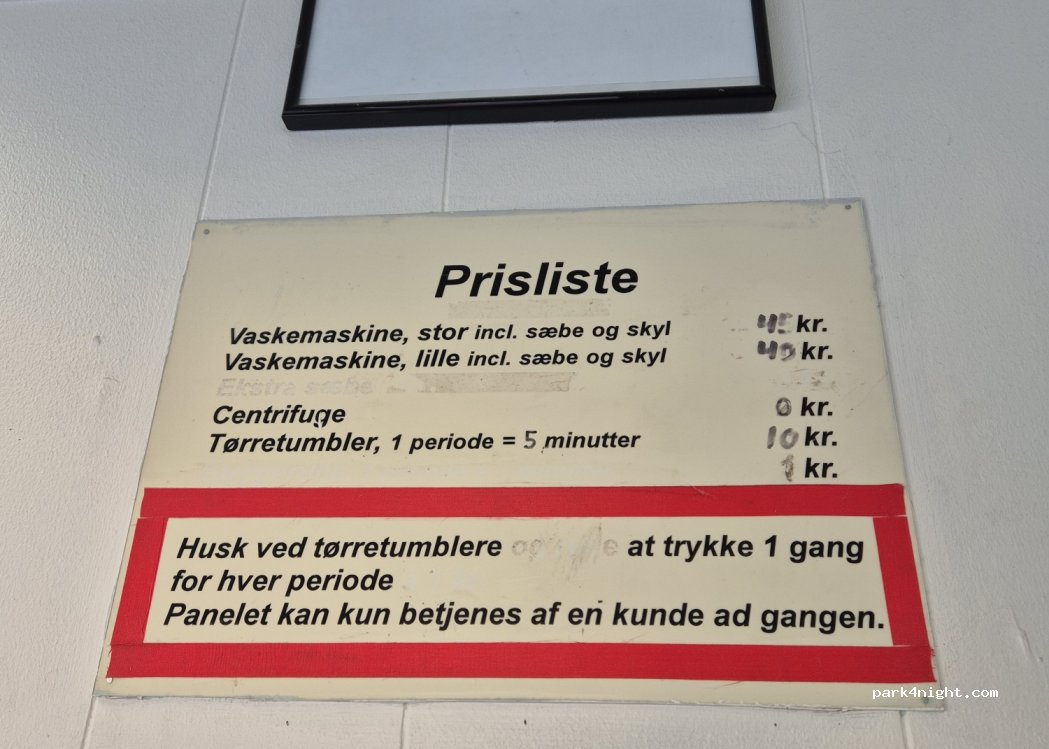 Prisliste
Vaskemaskine, stor incl. sæbe og skyl 45 kr.
Vaskemaskine, lille incl. sæbe og skyl 40 kr.
Ekstra sæbe
Centrifuge 0 kr.
Tørretumbler, 1 periode = 5 minutter 10 kr.
1 kr.
Husk ved tørretumblere at trykke 1 gang
for hver periode
Panelet kan kun betjenes af en kunde ad gangen.
park4night.com